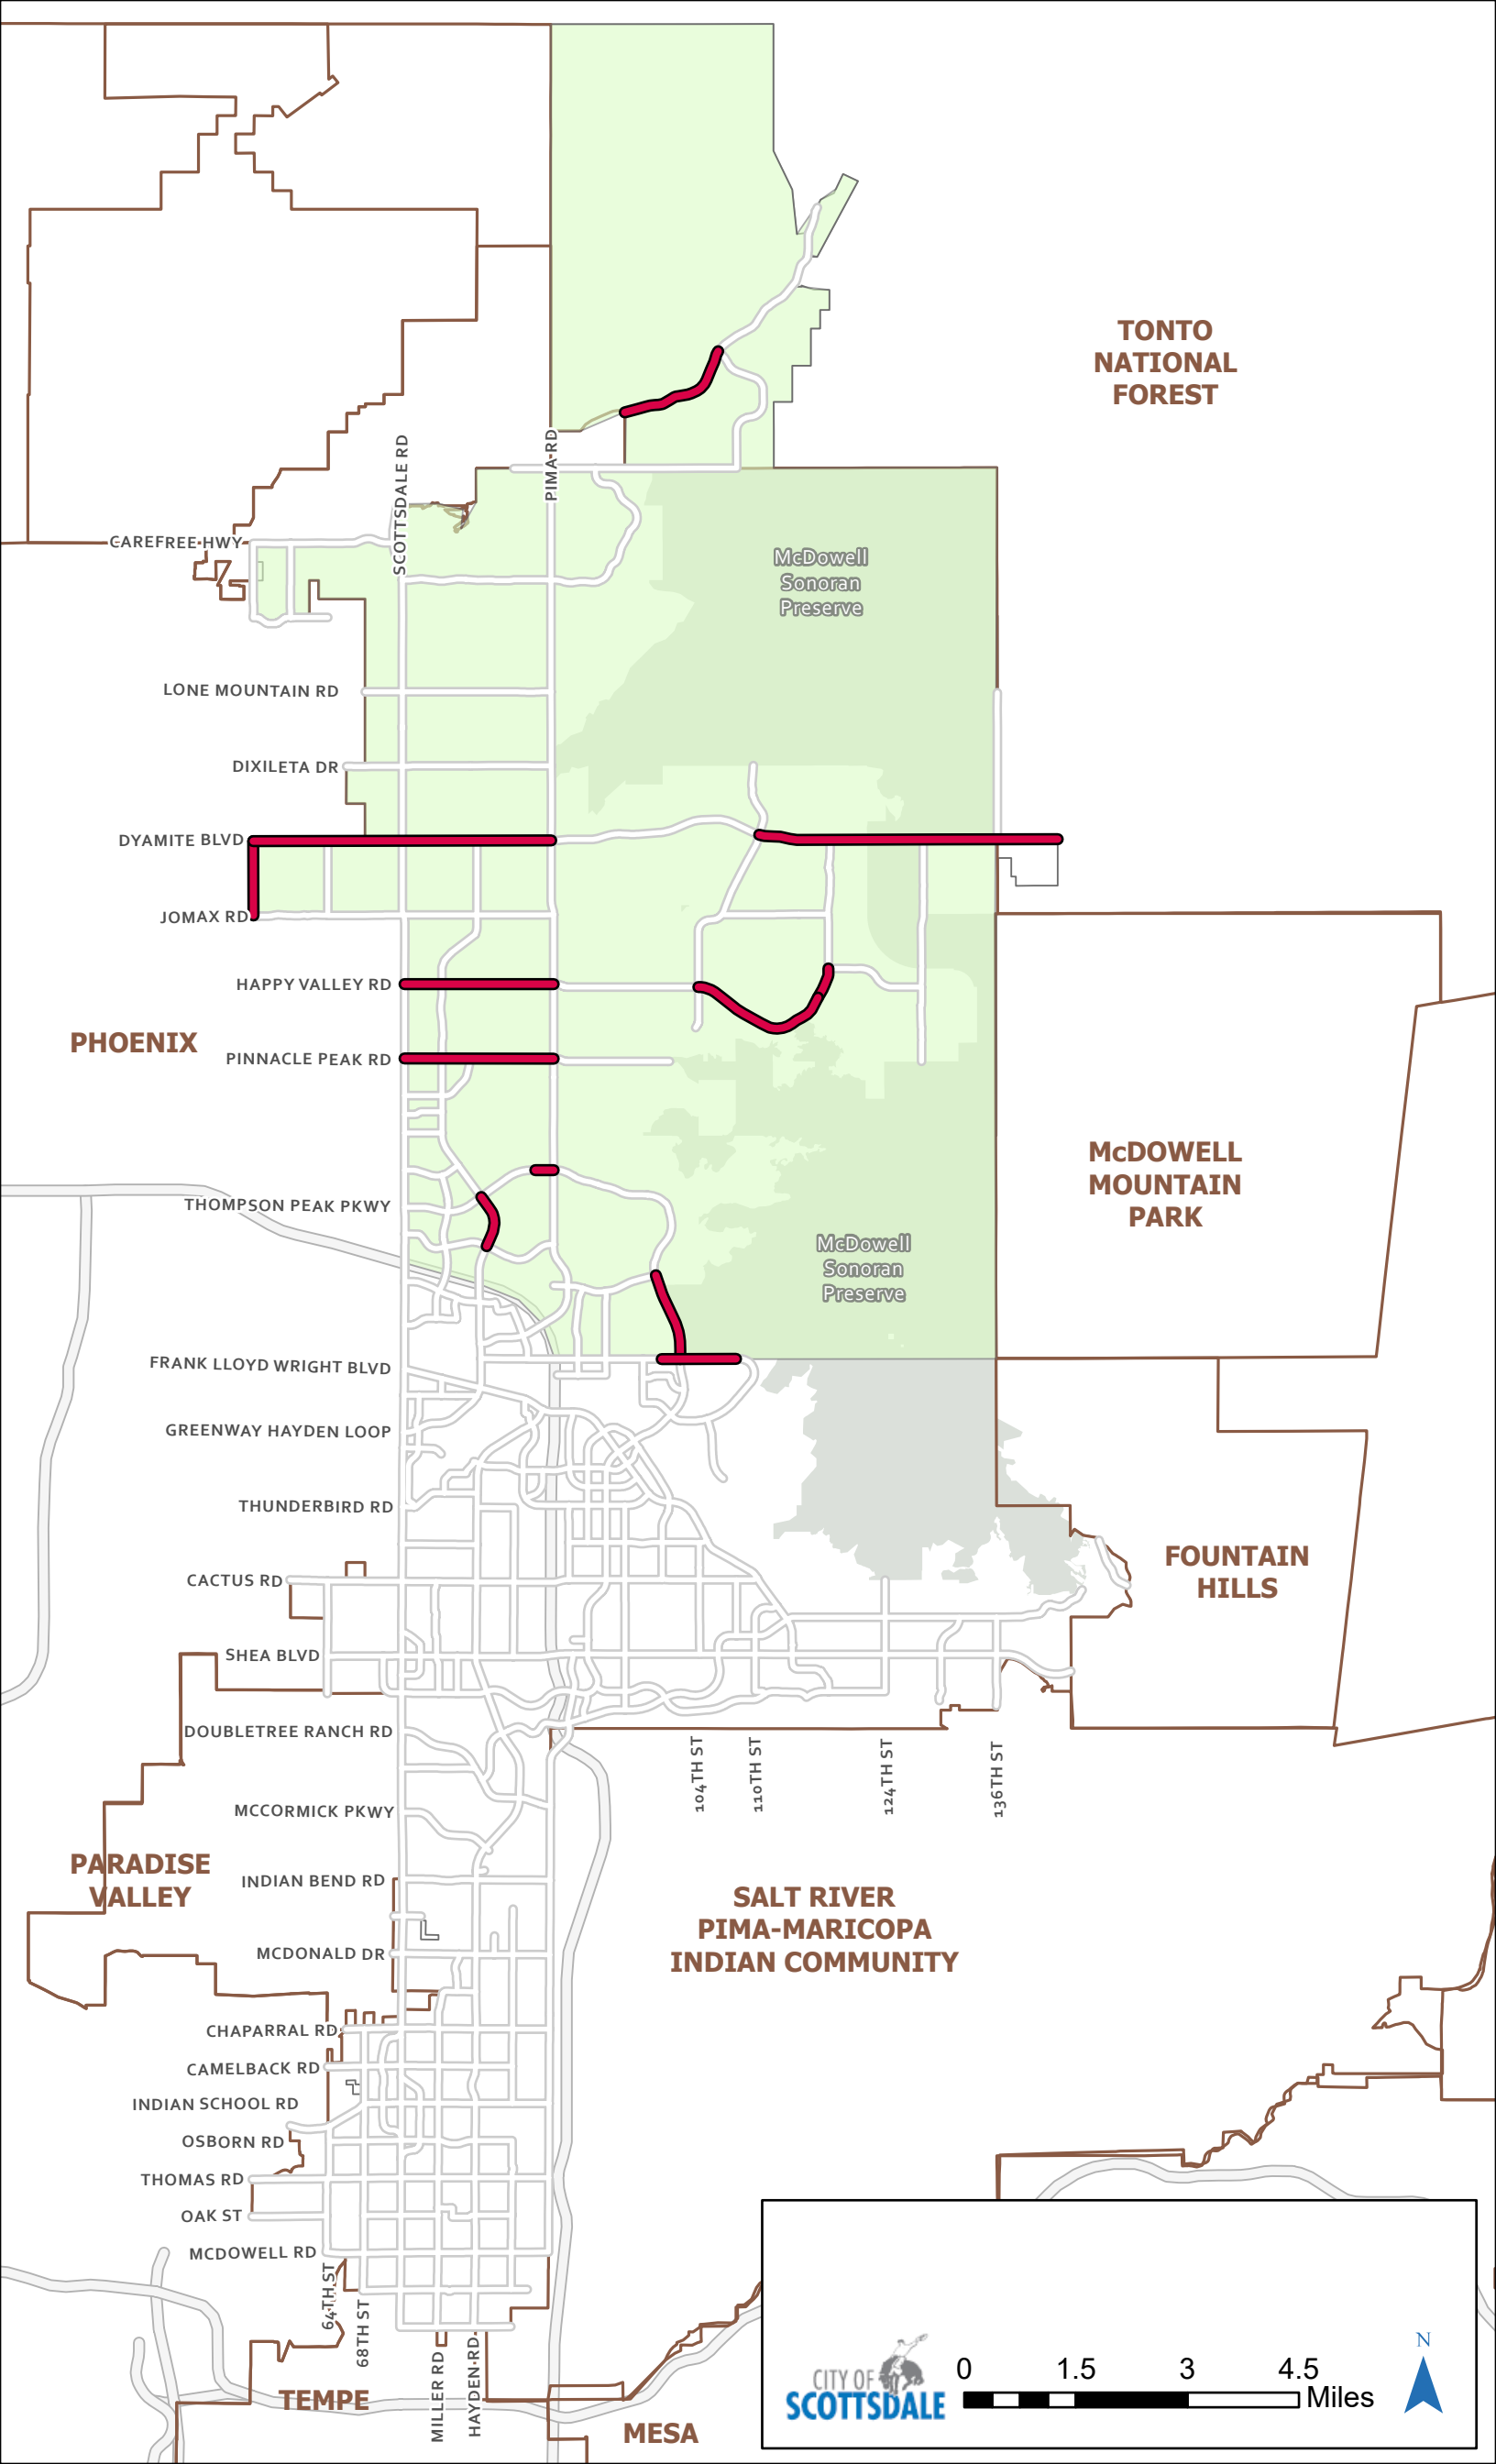 TONTO
NATIONAL
FOREST
SCOTTSDALE RD
PIMA RD
CAREFREE HWY
McDowell
Sonoran
Preserve
LONE MOUNTAIN RD
DIXILETA DR
DYAMITE BLVD
JOMAX RD
HAPPY VALLEY RD
PHOENIX
PINNACLE PEAK RD
McDOWELL
MOUNTAIN
PARK
THOMPSON PEAK PKWY
McDowell
Sonoran
Preserve
FRANK LLOYD WRIGHT BLVD
GREENWAY HAYDEN LOOP
THUNDERBIRD RD
FOUNTAIN
HILLS
CACTUS RD
SHEA BLVD
DOUBLETREE RANCH RD
104TH ST
110TH ST
124TH ST
136TH ST
MCCORMICK PKWY
PARADISE
VALLEY
INDIAN BEND RD
SALT RIVER
PIMA-MARICOPA
INDIAN COMMUNITY
MCDONALD DR
CHAPARRAL RD
CAMELBACK RD
INDIAN SCHOOL RD
OSBORN RD
THOMAS RD
OAK ST
MCDOWELL RD
64TH ST
68TH ST
MILLER RD
HAYDEN RD
TEMPE
MESA
CITY OF
SCOTTSDALE
0 1.5 3 4.5
Miles
N